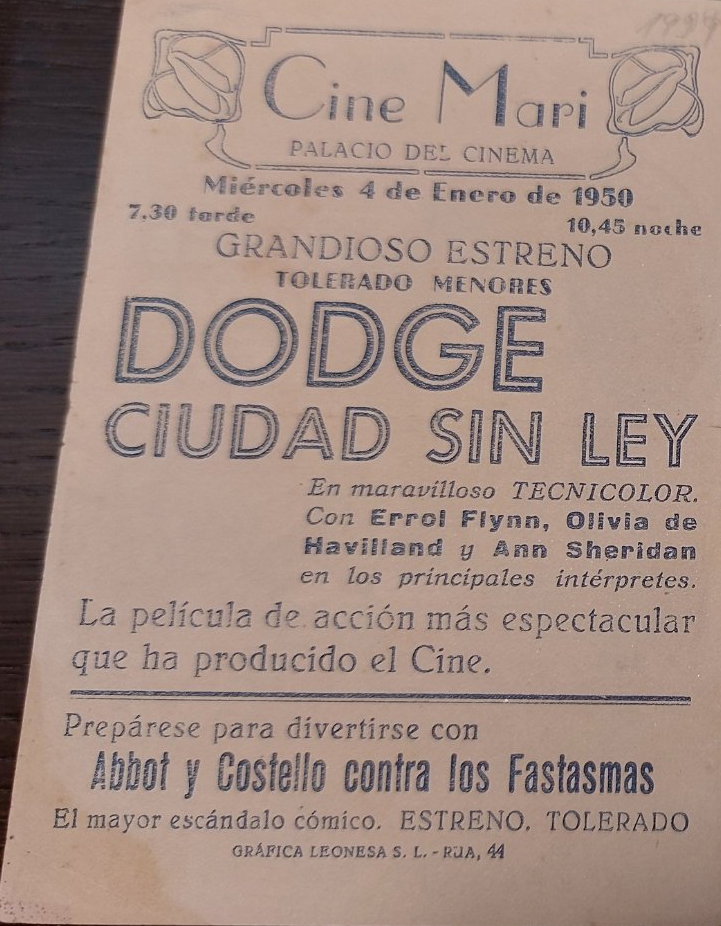 Cine Mari
PALACIO DEL CINEMA
Miércoles 4 de Enero de 1950
7,30 tarde 10,45 noche
GRANDIOSO ESTRENO
TOLERADO MENORES
DODGE
CIUDAD SIN LEY
En maravilloso TECNICOLOR.
Con Errol Flynn, Olivia de
Havilland y Ann Sheridan
en los principales intérpretes.
La película de acción más espectacular
que ha producido el Cine.
Prepárese para divertirse con
Abbot y Costello contra los Fastasmas
El mayor escándalo cómico. ESTRENO. TOLERADO
GRÁFICA LEONESA S. L. - RUA, 44